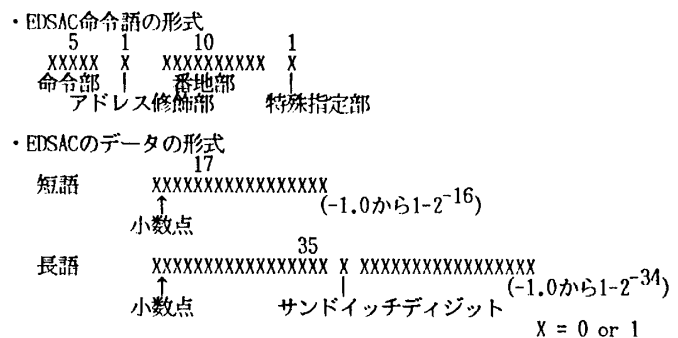 ・EDSAC命令語の形式
5 1 10 1
XXXXX X XXXXXXXXXX X
命令部 | 番地部 |
アドレス修飾部 特殊指定部
・EDSACのデータの形式
17
短語 XXXXXXXXXXXXXXXXX
↑ (-1.0から1-2^-16)
小数点
35
長語 XXXXXXXXXXXXXXXXX X XXXXXXXXXXXXXXXXX
↑ | (-1.0から1-2^-34)
小数点 サンドイッチディジット
X = 0 or 1